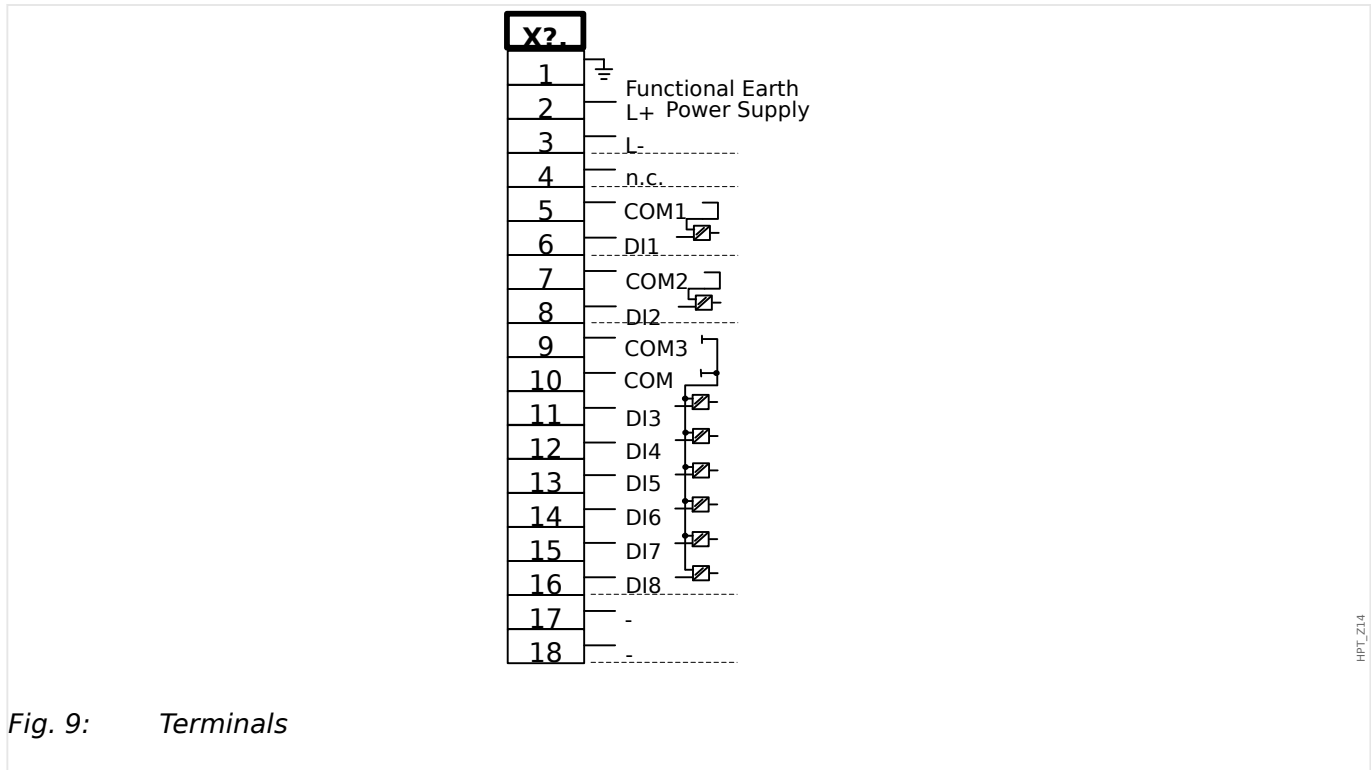 X?.
1
Functional Earth
2 L+ Power Supply
3 L-
4 n.c.
5 COM1
6 DI1
7 COM2
8 DI2
9 COM3
10 COM
11 DI3
12 DI4
13 DI5
14 DI6
15 DI7
16 DI8
17 -
18 -
HPT_Z14
Fig. 9: Terminals